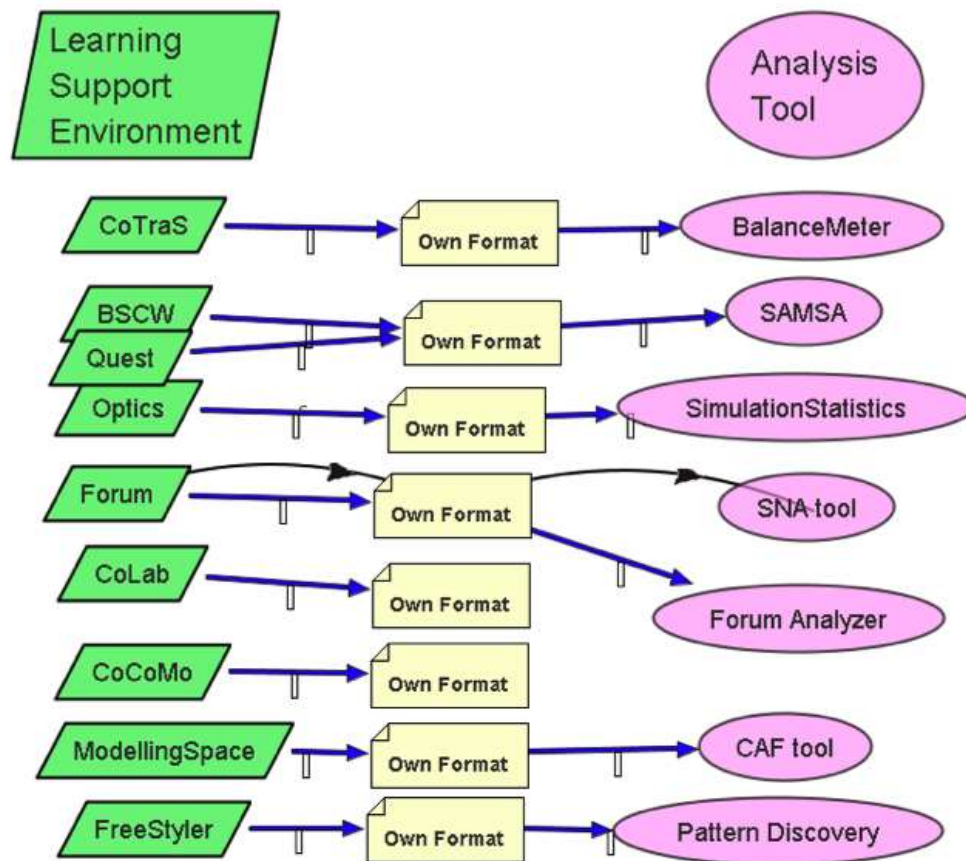 Learning
Support
Environment
Analysis
Tool
CoTraS
Own Format
BalanceMeter
BSCW
Quest
Own Format
SAMSA
Optics
Own Format
SimulationStatistics
Forum
Own Format
SNA tool
Forum Analyzer
CoLab
Own Format
CoCoMo
Own Format
ModellingSpace
Own Format
CAF tool
FreeStyler
Own Format
Pattern Discovery